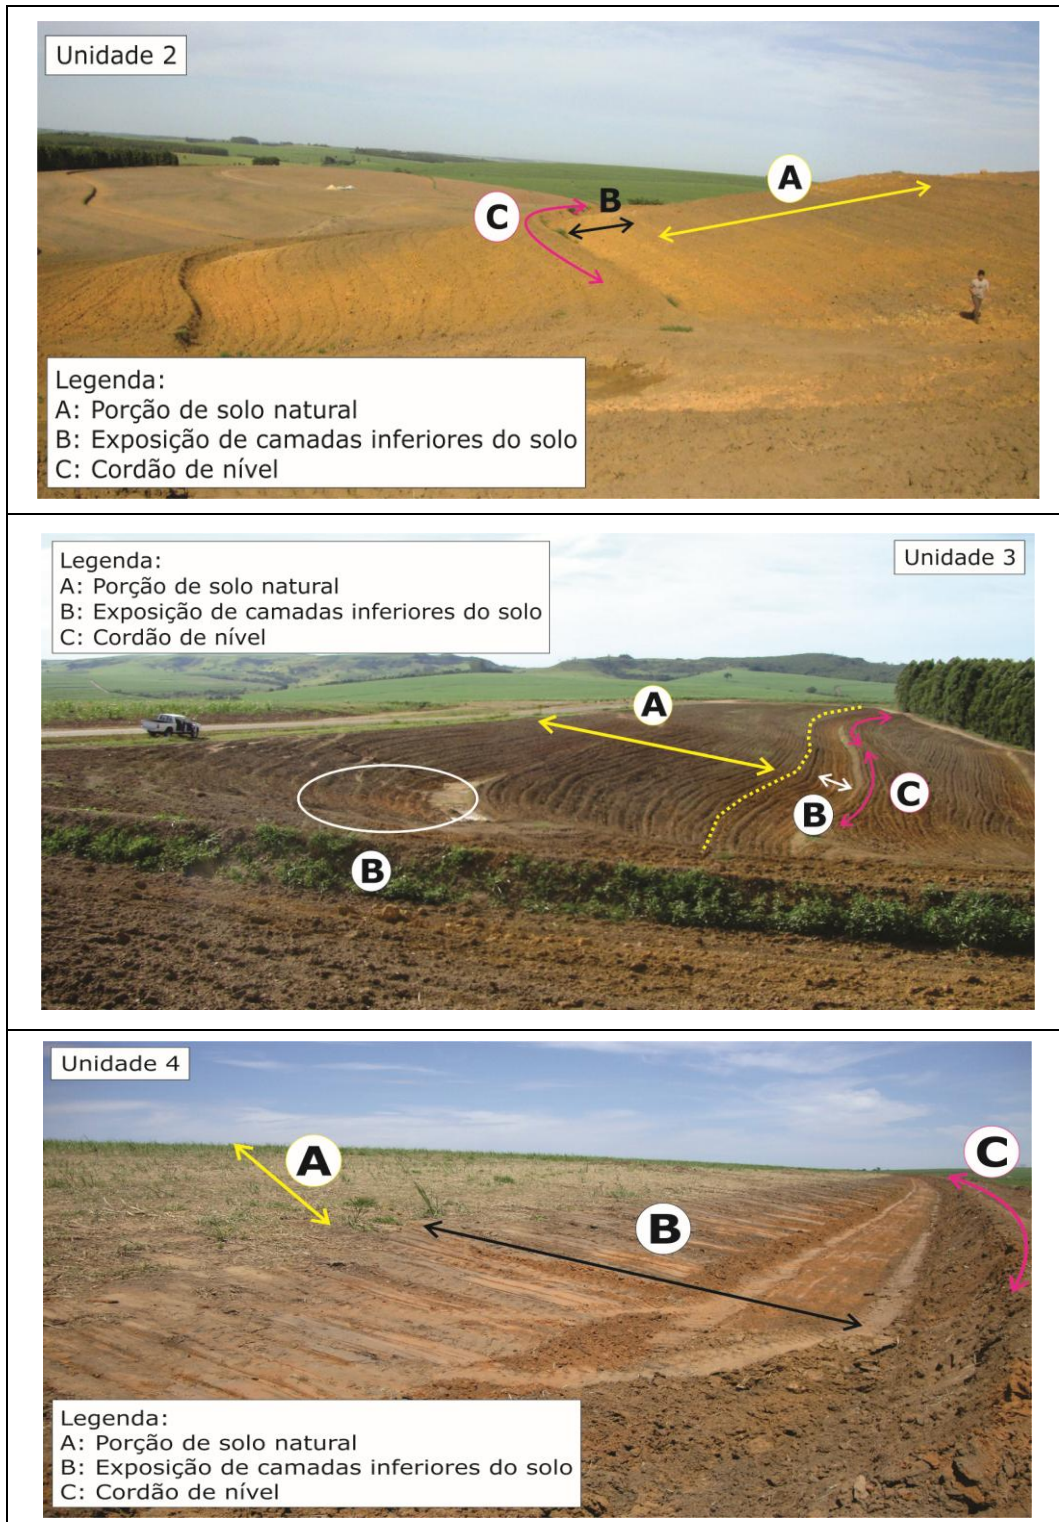 Unidade 2
A
B
C
Legenda:
A: Porção de solo natural
B: Exposição de camadas inferiores do solo
C: Cordão de nível
Legenda:
A: Porção de solo natural
B: Exposição de camadas inferiores do solo
C: Cordão de nível
Unidade 3
A
B
C
B
Unidade 4
A
C
B
Legenda:
A: Porção de solo natural
B: Exposição de camadas inferiores do solo
C: Cordão de nível